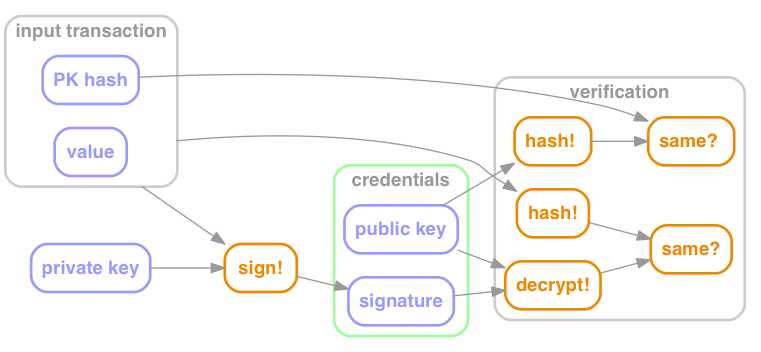 input transaction
PK hash
value
private key
sign!
credentials
public key
signature
verification
hash!
same?
hash!
same?
decrypt!